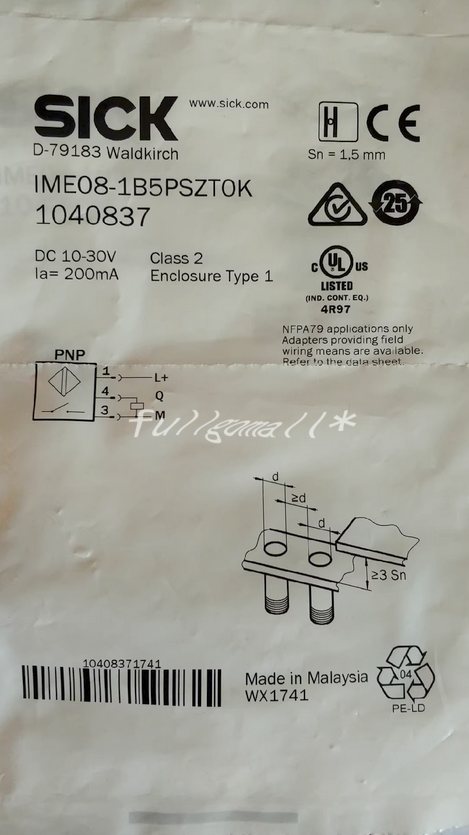 SICK
www.sick.com
D-79183 Waldkirch
H CE
Sn = 1,5 mm
IME08-1B5PSZT0K
1040837
25
DC 10-30V Class 2
Ia= 200mA Enclosure Type 1
C UL US
LISTED
(IND. CONT. EQ.)
4R97
NFPA79 applications only
Adapters providing field
wiring means are available.
Refer to the data sheet
PNP
1 L+
4 Q
3 M
fullgomall*
d
≥d
d
≥3 Sn
10408371741
Made in Malaysia
WX1741
04
PE-LD